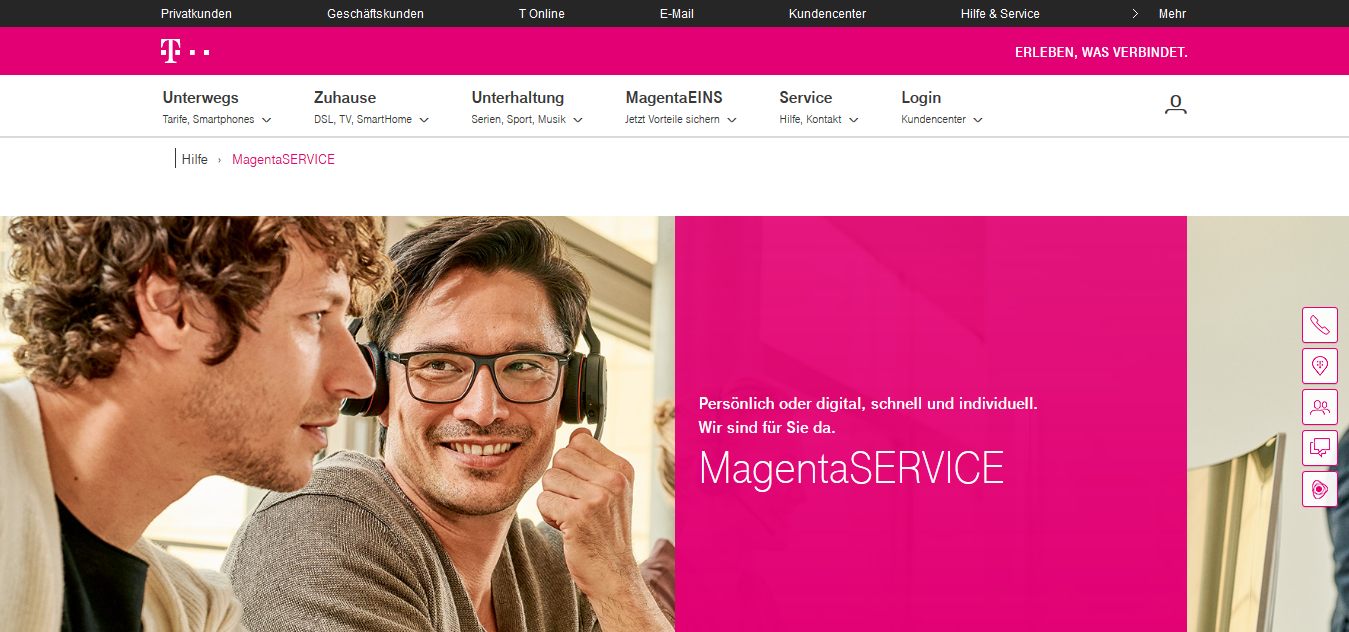 Privatkunden Geschäftskunden T Online E-Mail Kundencenter Hilfe & Service Mehr
T
ERLEBEN, WAS VERBINDET.
Unterwegs Zuhause Unterhaltung MagentaEINS Service Login
Tarife, Smartphones DSL, TV, SmartHome Serien, Sport, Musik Jetzt Vorteile sichern Hilfe, Kontakt Kundencenter
Hilfe › MagentaSERVICE
Persönlich oder digital, schnell und individuell.
Wir sind für Sie da.
MagentaSERVICE